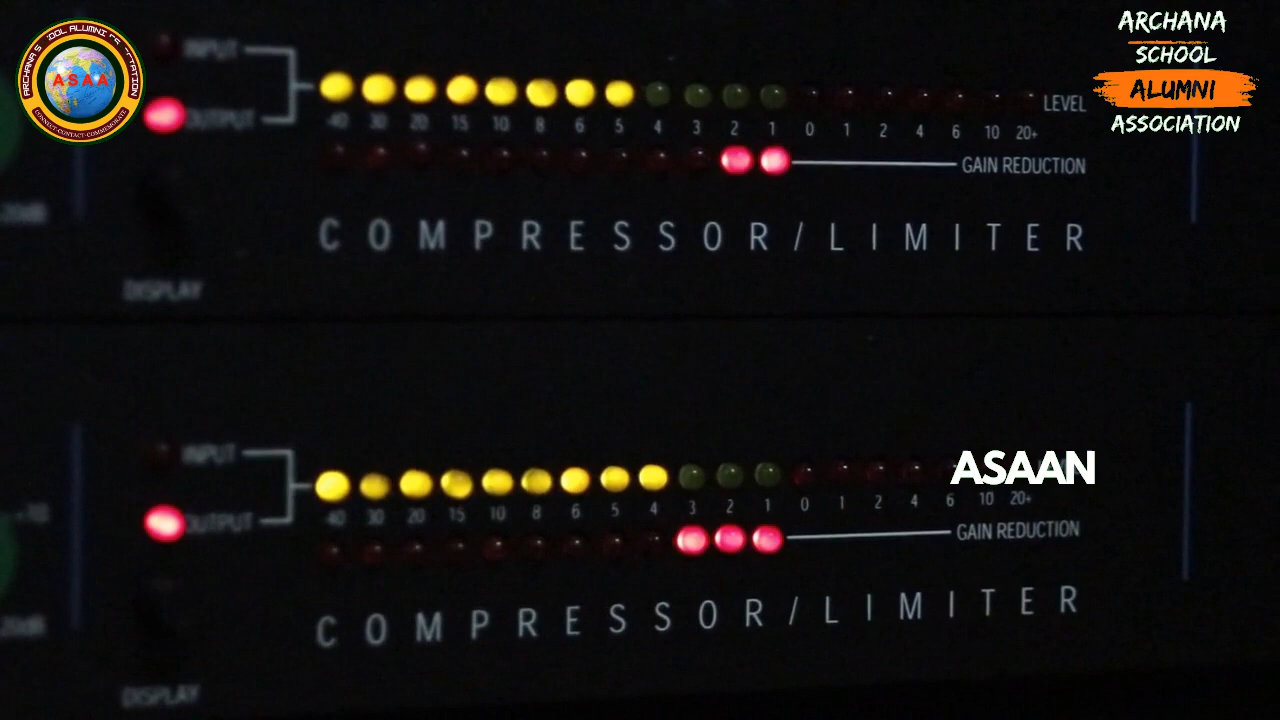 ARCHANA
SCHOOL
ALUMNI
ASSOCIATION
ASAA
CONNECT-CONTACT-COMMEMORATE
INPUT
OUTPUT
LEVEL
40 30 20 15 10 8 6 5 4 3 2 1 0 1 2 4 6 10 20+
GAIN REDUCTION
COMPRESSOR/LIMITER
DISPLAY
INPUT
OUTPUT
ASAAN
40 30 20 15 10 8 6 5 4 3 2 1 0 1 2 4 6 10 20+
GAIN REDUCTION
COMPRESSOR/LIMITER
DISPLAY